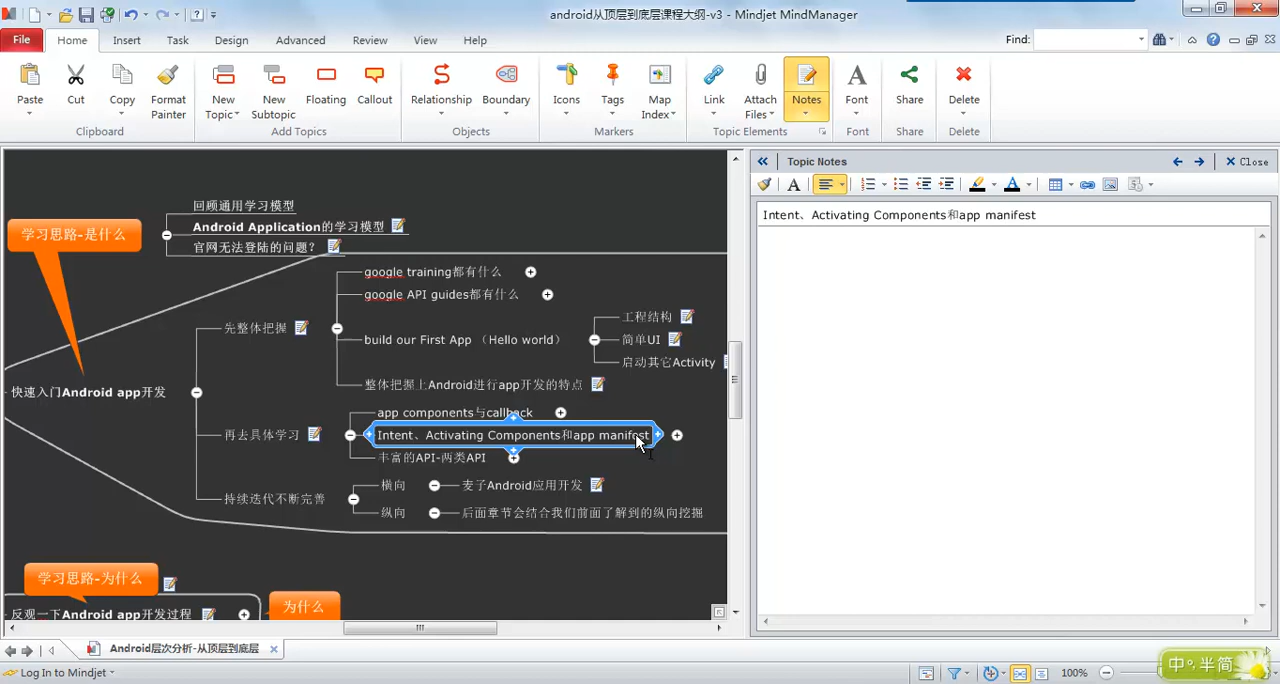 android从顶层到底层课程大纲-v3 - Mindjet MindManager
File Home Insert Task Design Advanced Review View Help Find:
Paste Cut Copy Format Painter New Topic New Subtopic Floating Callout Relationship Boundary Icons Tags Map Index Link Attach Files Notes Font Share Delete
Clipboard Add Topics Objects Markers Topic Elements Font Share Delete
Topic Notes Close
Intent、Activating Components和app manifest
学习思路-是什么
回顾通用学习模型
Android Application的学习模型
官网无法登陆的问题？
快速入门Android app开发
先整体把握
google training都有什么
google API guides都有什么
build our First App （Hello world）
工程结构
简单UI
启动其它Activity
整体把握上Android进行app开发的特点
再去具体学习
app components与callback
Intent、Activating Components和app manifest
丰富的API-两类API
持续迭代不断完善
横向
麦子Android应用开发
纵向
后面章节会结合我们前面了解到的纵向挖掘
学习思路-为什么
反观一下Android app开发过程
为什么
Android层次分析-从顶层到底层
Log In to Mindjet
100%
中 半 简